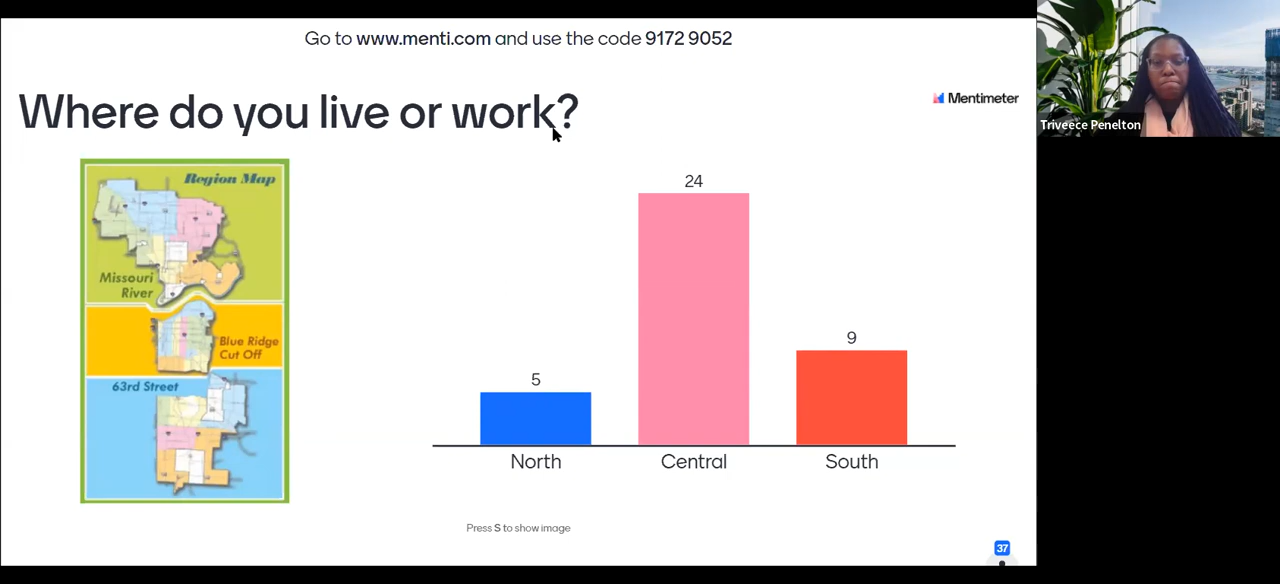 Go to www.menti.com and use the code 9172 9052
Where do you live or work?
Mentimeter
Triveece Penelton
Region Map
Missouri
River
Blue Ridge
Cut Off
63rd Street
24
9
5
North Central South
Press S to show image
37